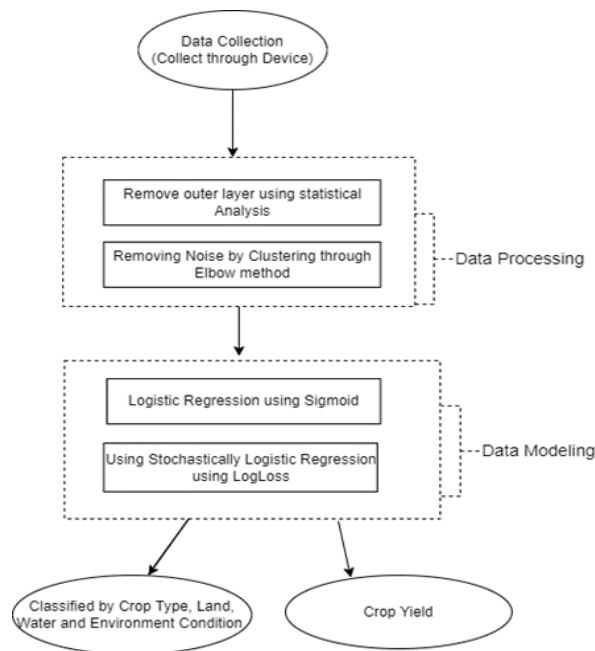 Data Collection
(Collect through Device)
Remove outer layer using statistical
Analysis
Removing Noise by Clustering through
Elbow method
Data Processing
Logistic Regression using Sigmoid
Using Stochastically Logistic Regression
using LogLoss
Data Modeling
Classified by Crop Type, Land,
Water and Environment Condition
Crop Yield